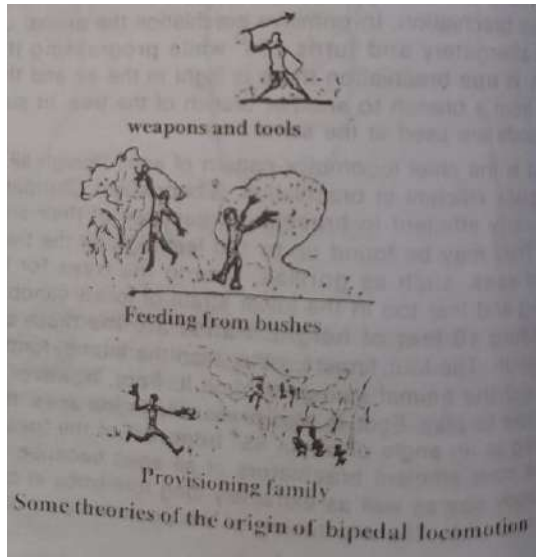 weapons and tools
Feeding from bushes
Provisioning family
Some theories of the origin of bipedal locomotion